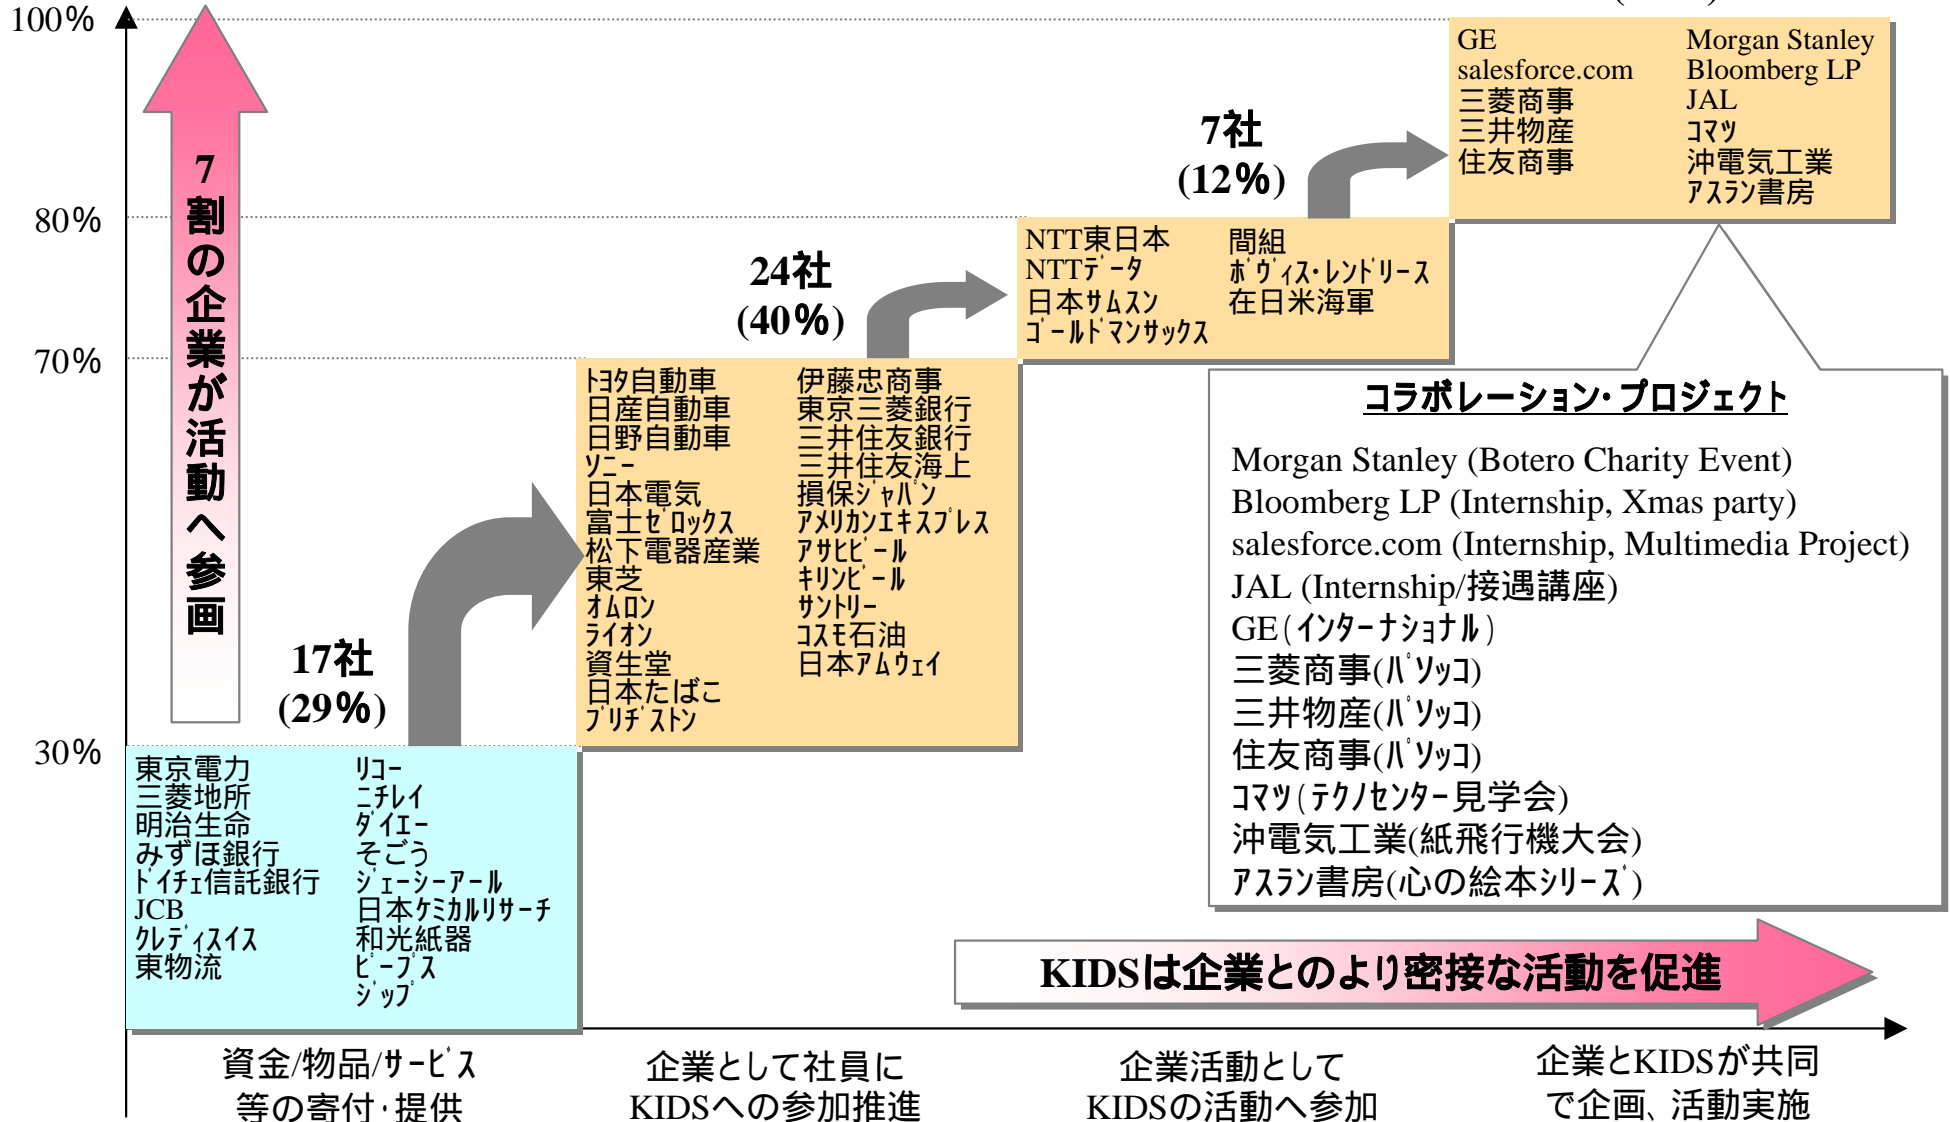 100%
80%
70%
30%
7割の企業が活動へ参画
17社
(29%)
24社
(40%)
7社
(12%)
東京電力
三菱地所
明治生命
みずほ銀行
ﾄﾞｲﾁｪ信託銀行
JCB
ｸﾚﾃﾞｨｽｲｽ
東物流
ﾘｺｰ
ﾆﾁﾚｲ
ﾀﾞｲｴｰ
そごう
ｼﾞｪｰｼｰｱｰﾙ
日本ｹﾐｶﾙﾘｻｰﾁ
和光紙器
ﾋﾟｰﾌﾟｽ
ｼﾞｯﾌﾟ
ﾄﾖﾀ自動車
日産自動車
日野自動車
ｿﾆｰ
日本電気
富士ｾﾞﾛｯｸｽ
松下電器産業
東芝
ｵﾑﾛﾝ
ﾗｲｵﾝ
資生堂
日本たばこ
ﾌﾞﾘﾁﾞｽﾄﾝ
伊藤忠商事
東京三菱銀行
三井住友銀行
三井住友海上
損保ｼﾞｬﾊﾟﾝ
ｱﾒﾘｶﾝｴｷｽﾌﾟﾚｽ
ｱｻﾋﾋﾞｰﾙ
ｷﾘﾝﾋﾞｰﾙ
ｻﾝﾄﾘｰ
ｺｽﾓ石油
日本ｱﾑｳｪｲ
NTT東日本
NTTﾃﾞｰﾀ
日本ｻﾑｽﾝ
ｺﾞｰﾙﾄﾞﾏﾝｻｯｸｽ
間組
ﾎﾞｳﾞｨｽ･ﾚﾝﾄﾞﾘｰｽ
在日米海軍
GE
salesforce.com
三菱商事
三井物産
住友商事
Morgan Stanley
Bloomberg LP
JAL
ｺﾏﾂ
沖電気工業
ｱｽﾗﾝ書房
コラボレーション･プロジェクト
Morgan Stanley (Botero Charity Event)
Bloomberg LP (Internship, Xmas party)
salesforce.com (Internship, Multimedia Project)
JAL (Internship/接遇講座)
GE(ｲﾝﾀｰﾅｼｮﾅﾙ)
三菱商事(ﾊﾟｿｯｺ)
三井物産(ﾊﾟｿｯｺ)
住友商事(ﾊﾟｿｯｺ)
ｺﾏﾂ(ﾃｸﾉｾﾝﾀｰ見学会)
沖電気工業(紙飛行機大会)
ｱｽﾗﾝ書房(心の絵本ｼﾘｰｽﾞ)
KIDSは企業とのより密接な活動を促進
資金/物品/ｻｰﾋﾞｽ
等の寄付･提供
企業として社員に
KIDSへの参加推進
企業活動として
KIDSの活動へ参加
企業とKIDSが共同
で企画、活動実施